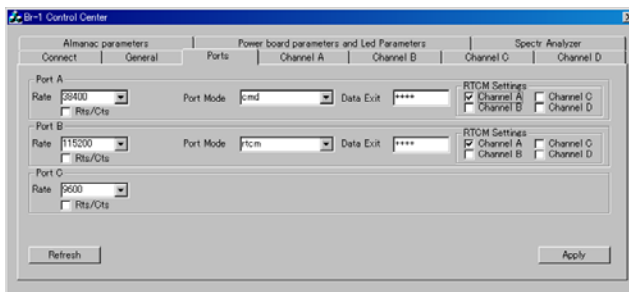 Br-1 Control Center
Almanac parameters Power board parameters and Led Parameters Spectr Analyzer
Connect General Ports Channel A Channel B Channel C Channel D
Port A
Rate 38400 Port Mode cmd Data Exit ++++
Rts/Cts
RTCM Settings
Channel A Channel C
Channel B Channel D
Port B
Rate 115200 Port Mode rtcm Data Exit ++++
Rts/Cts
RTCM Settings
Channel A Channel C
Channel B Channel D
Port C
Rate 9600
Rts/Cts
Refresh Apply